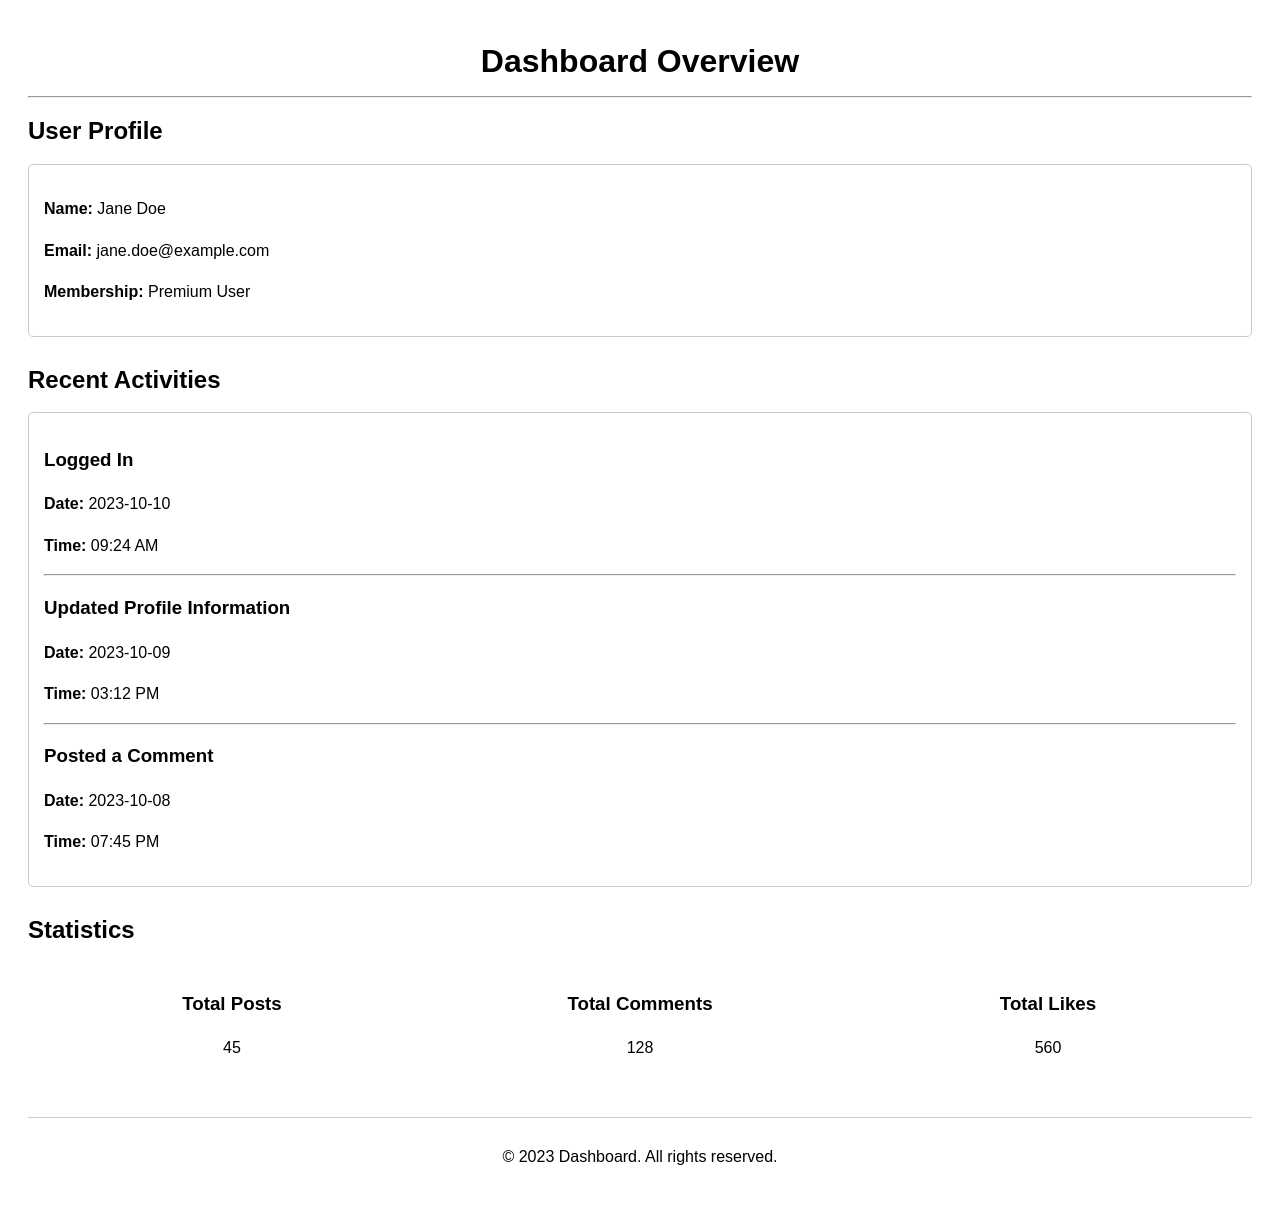 Dashboard Overview
User Profile
Name: Jane Doe
Email: jane.doe@example.com
Membership: Premium User
Recent Activities
Logged In
Date: 2023-10-10
Time: 09:24 AM
Updated Profile Information
Date: 2023-10-09
Time: 03:12 PM
Posted a Comment
Date: 2023-10-08
Time: 07:45 PM
Statistics
Total Posts
45
Total Comments
128
Total Likes
560
© 2023 Dashboard. All rights reserved.